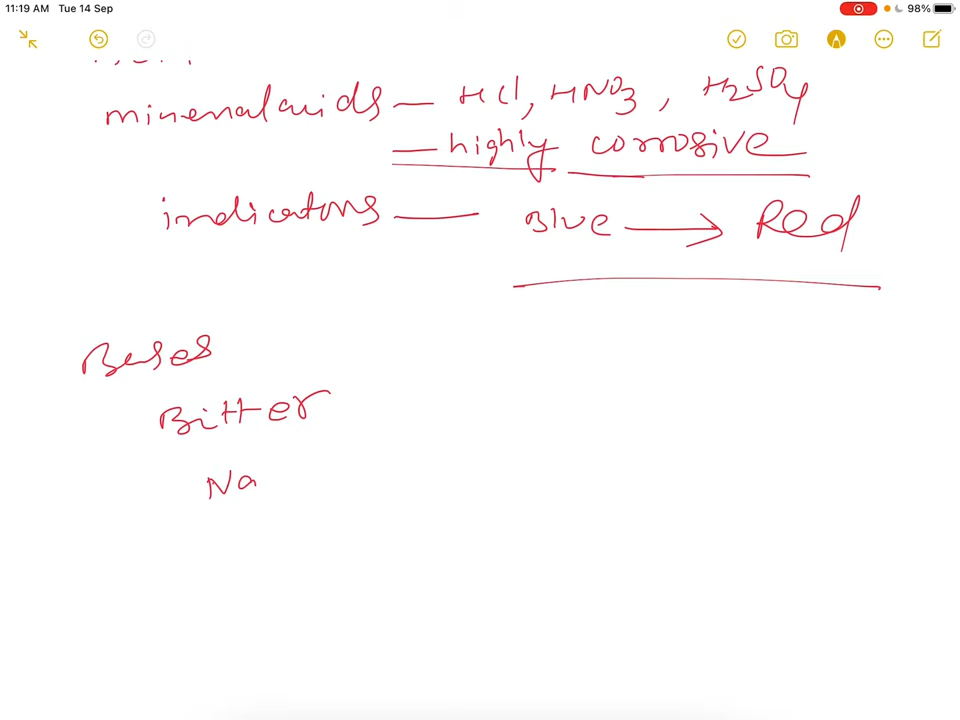 11:19 AM Tue 14 Sep 98%
mineral acids — HCl, HNO3, H2SO4
— highly corrosive
indicators — Blue → Red
Bases
Bitter
Na